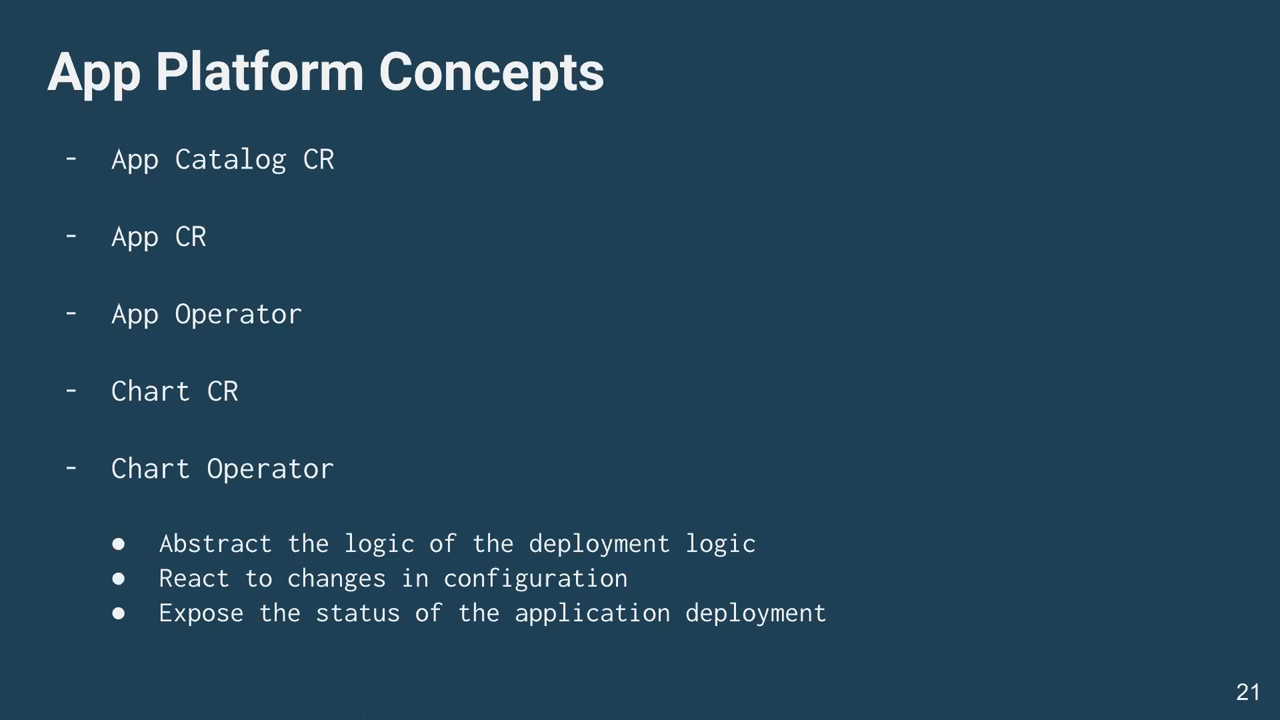 App Platform Concepts
- App Catalog CR
- App CR
- App Operator
- Chart CR
- Chart Operator
● Abstract the logic of the deployment logic
● React to changes in configuration
● Expose the status of the application deployment
21